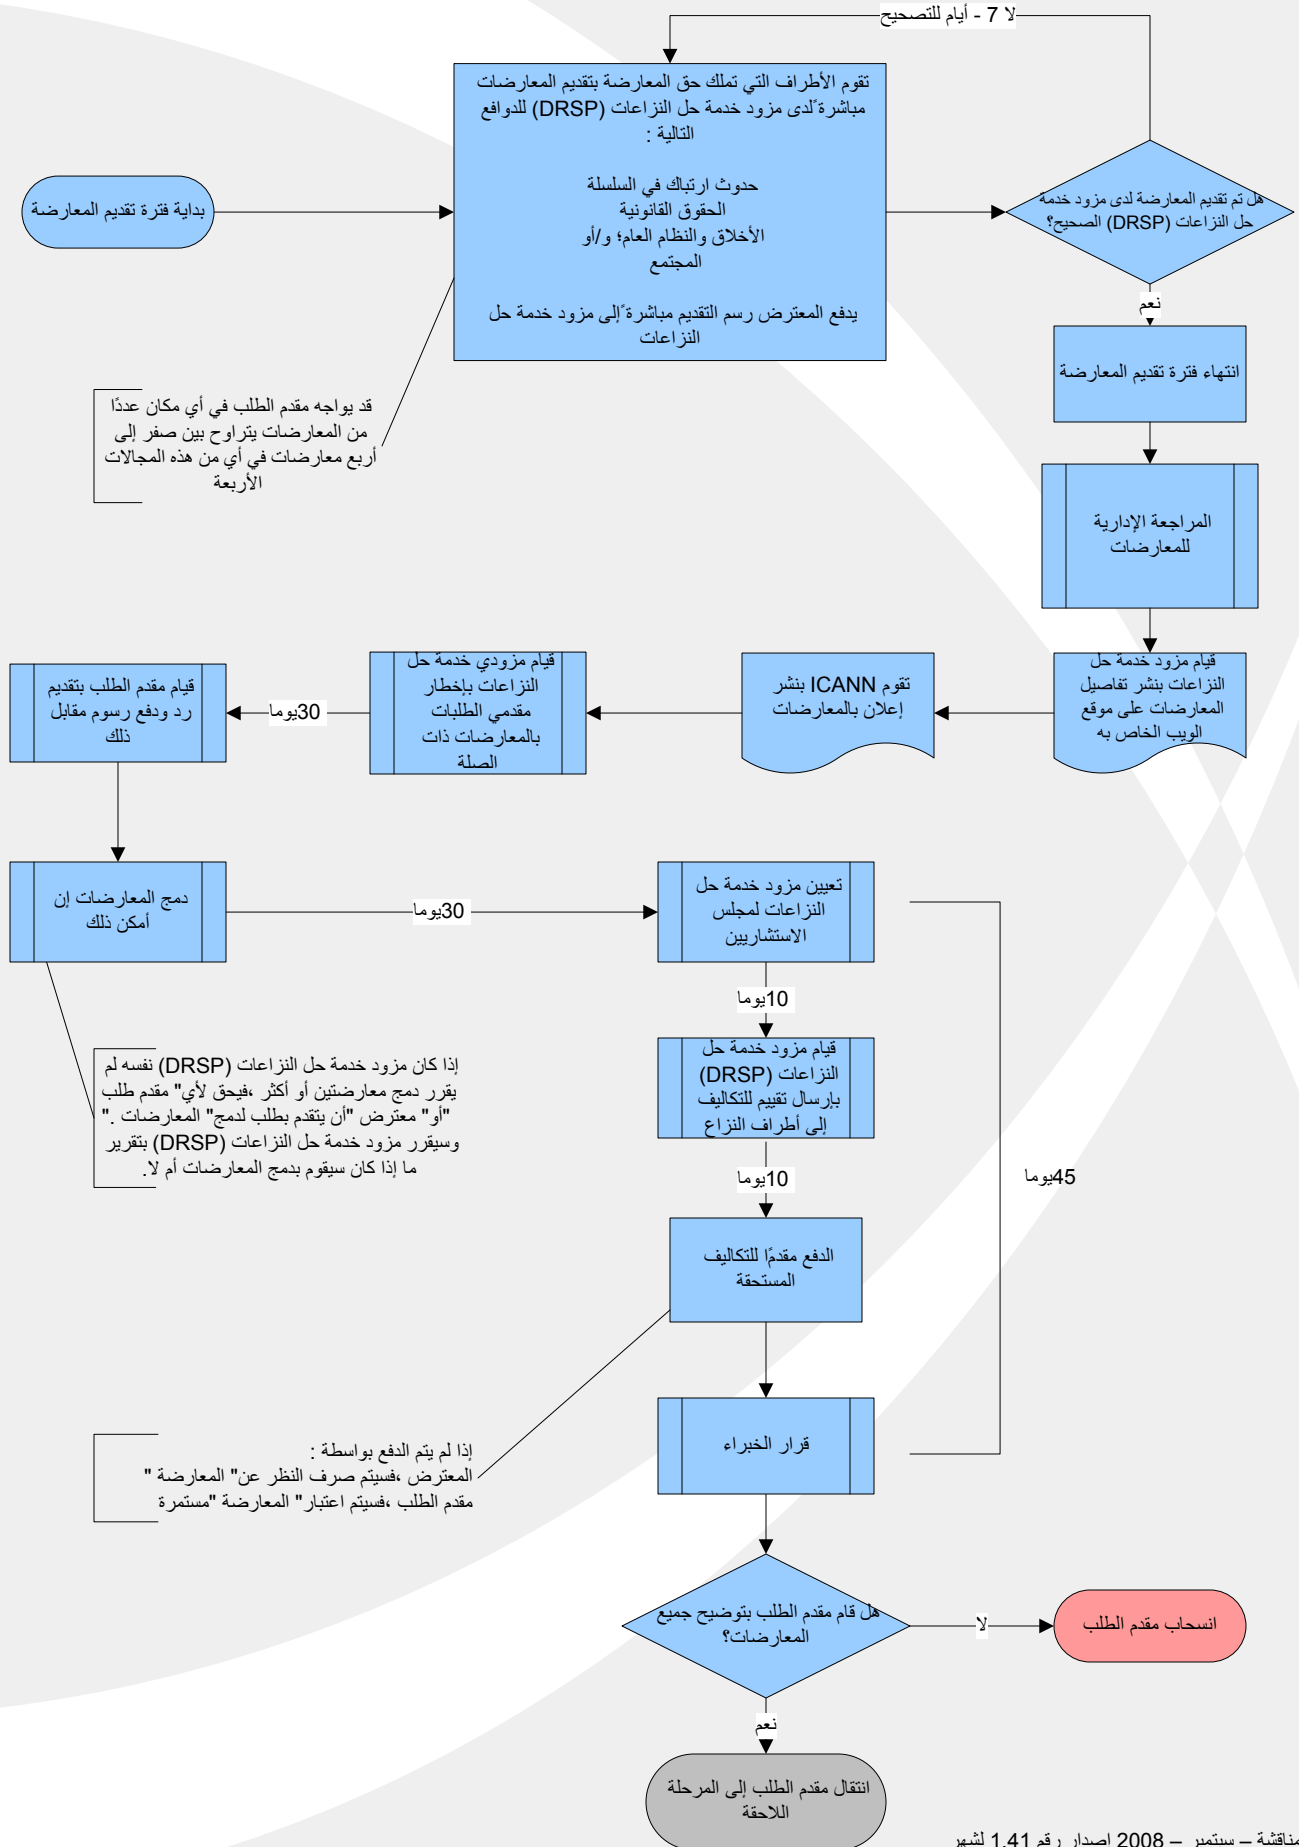 لا 7 - أيام للتصحيح
تقوم الأطراف التي تملك حق المعارضة بتقديم المعارضات
مباشرةً لدى مزود خدمة حل النزاعات (DRSP) للدوافع
التالية :
حدوث ارتباك في السلسلة
الحقوق القانونية
الأخلاق والنظام العام؛ و/أو
المجتمع
يدفع المعترض رسم التقديم مباشرةً إلى مزود خدمة حل
النزاعات
بداية فترة تقديم المعارضة
هل تم تقديم المعارضة لدى مزود خدمة
حل النزاعات (DRSP) الصحيح؟
نعم
انتهاء فترة تقديم المعارضة
قد يواجه مقدم الطلب في أي مكان عددًا
من المعارضات يتراوح بين صفر إلى
أربع معارضات في أي من هذه المجالات
الأربعة
المراجعة الإدارية
للمعارضات
قيام مزود خدمة حل
النزاعات بنشر تفاصيل
المعارضات على موقع
الويب الخاص به
تقوم ICANN بنشر
إعلان بالمعارضات
قيام مزودي خدمة حل
النزاعات بإخطار
مقدمي الطلبات
بالمعارضات ذات
الصلة
30يوما
قيام مقدم الطلب بتقديم
رد ودفع رسوم مقابل
ذلك
دمج المعارضات إن
أمكن ذلك
30يوما
تعيين مزود خدمة حل
النزاعات لمجلس
الاستشاريين
10يوما
قيام مزود خدمة حل
النزاعات (DRSP)
بإرسال تقييم للتكاليف
إلى أطراف النزاع
إذا كان مزود خدمة حل النزاعات (DRSP) نفسه لم
يقرر دمج معارضتين أو أكثر ،فيحق لأي" مقدم طلب
"أو" معترض "أن يتقدم بطلب لدمج" المعارضات ."
وسيقرر مزود خدمة حل النزاعات (DRSP) بتقرير
ما إذا كان سيقوم بدمج المعارضات أم لا.
10يوما
45يوما
الدفع مقدمًا للتكاليف
المستحقة
قرار الخبراء
إذا لم يتم الدفع بواسطة :
المعترض ،فسيتم صرف النظر عن" المعارضة "
مقدم الطلب ،فسيتم اعتبار" المعارضة "مستمرة
هل قام مقدم الطلب بتوضيح جميع
المعارضات؟
لا
انسحاب مقدم الطلب
نعم
انتقال مقدم الطلب إلى المرحلة
اللاحقة
مناقشة – سبتمبر – 2008 اصدار رقم 1.41 لشهر